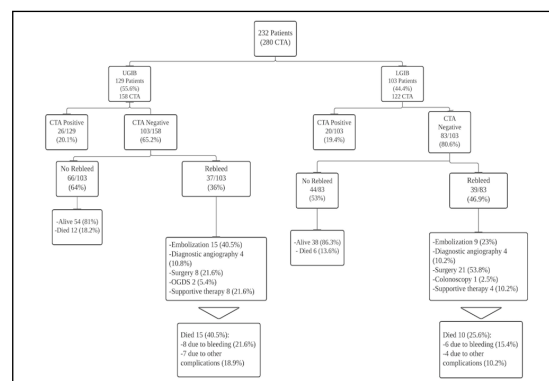 232 Patients
(280 CTA)
UGIB
129 Patients
(55.6%)
158 CTA
LGIB
103 Patients
(44.4%)
122 CTA
CTA Positive
26/129
(20.1%)
CTA Negative
103/158
(65.2%)
CTA Positive
20/103
(19.4%)
CTA
Negative
83/103
(80.6%)
No Rebleed
66/103
(64%)
Rebleed
37/103
(36%)
No Rebleed
44/83
(53%)
Rebleed
39/83
(46.9%)
-Alive 54 (81%)
-Died 12 (18.2%)
-Embolization 15 (40.5%)
-Diagnostic angiography 4
(10.8%)
-Surgery 8 (21.6%)
-OGDS 2 (5.4%)
-Supportive therapy 8 (21.6%)
-Alive 38 (86.3%)
-Died 6 (13.6%)
-Embolization 9 (23%)
-Diagnostic angiography 4
(10.2%)
-Surgery 21 (53.8%)
-Colonoscopy 1 (2.5%)
-Supportive therapy 4 (10.2%)
Died 15 (40.5%):
-8 due to bleeding (21.6%)
-7 due to other
complications (18.9%)
Died 10 (25.6%):
-6 due to bleeding (15.4%)
-4 due to other
complications (10.2%)